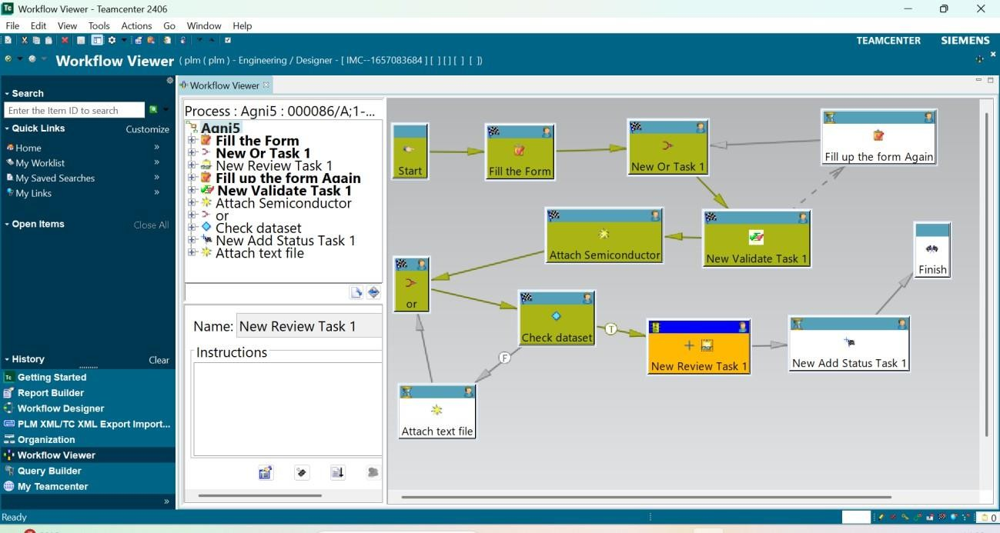 Workflow Viewer - Teamcenter 2406
File Edit View Tools Actions Go Window Help
TEAMCENTER SIEMENS
Workflow Viewer ( plm ( plm ) - Engineering / Designer - [ IMC--1657083684 ] [ ] [ ] [ ] [ ])
Search
Enter the Item ID to search
Quick Links Customize
Home »
My Worklist »
My Saved Searches »
My Links »
Open Items Close All
History Clear
Getting Started
Report Builder
Workflow Designer
PLM XML/TC XML Export Import...
Organization
Workflow Viewer
Query Builder
My Teamcenter
»
Workflow Viewer
Process : Agni5 : 000086/A;1-...
Agni5
Fill the Form
New Or Task 1
New Review Task 1
Fill up the form Again
New Validate Task 1
Attach Semiconductor
or
Check dataset
New Add Status Task 1
Attach text file
Name: New Review Task 1
Instructions
Start
Fill the Form
New Or Task 1
Fill up the form Again
Attach Semiconductor
New Validate Task 1
Finish
or
Check dataset
T
New Review Task 1
New Add Status Task 1
F
Attach text file
Ready
0